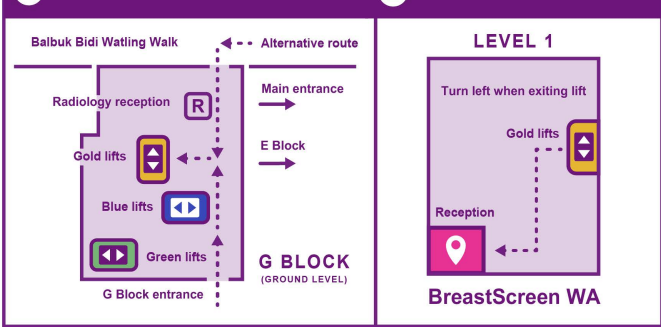 Balbuk Bidi Watling Walk
Alternative route
Radiology reception
R
Main entrance
Gold lifts
E Block
Blue lifts
Green lifts
G BLOCK
(GROUND LEVEL)
G Block entrance
LEVEL 1
Turn left when exiting lift
Gold lifts
Reception
BreastScreen WA